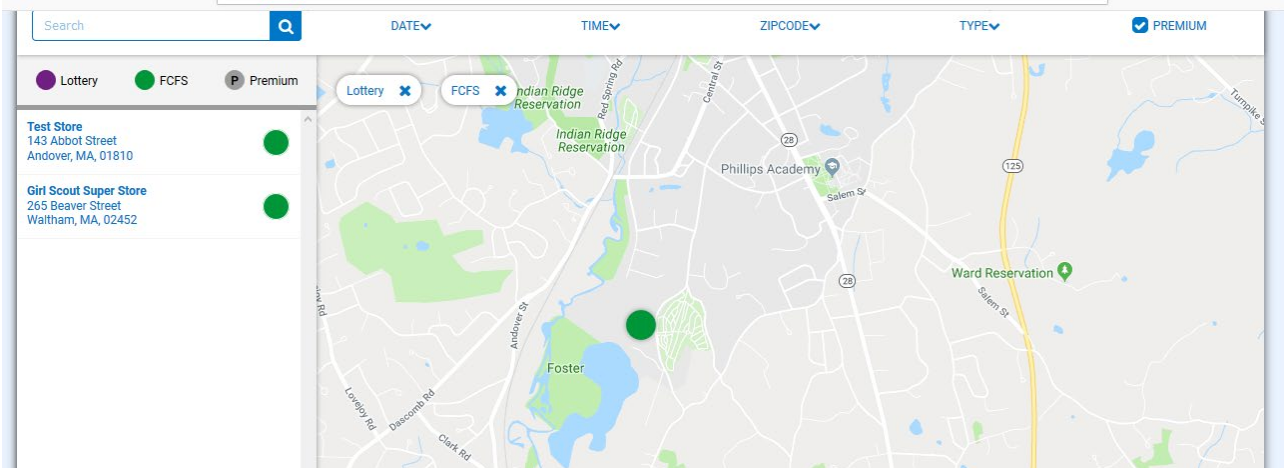 Search
DATE
TIME
ZIPCODE
TYPE
PREMIUM
Lottery
FCFS
P Premium
Test Store
143 Abbot Street
Andover, MA, 01810
Girl Scout Super Store
265 Beaver Street
Waltham, MA, 02452
Lottery
FCFS
ndian Ridge
Reservation
Indian Ridge
Reservation
Red Spring Rd
Central St
28
Phillips Academy
Salem St
125
Turnpike S
Ward Reservation
28
Salem St
Andover St
Foster
Lovejoy Rd
Dascomb Rd
Clark Rd